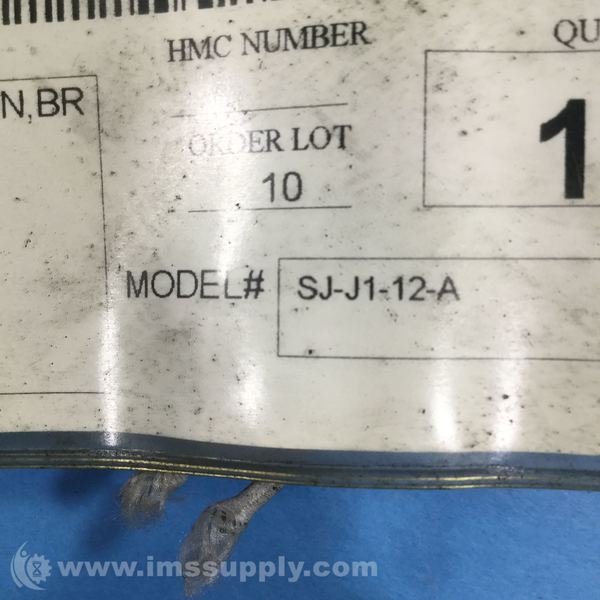 HMC NUMBER
QU
N,BR
ORDER LOT
1
10
MODEL# SJ-J1-12-A
www.imssupply.com